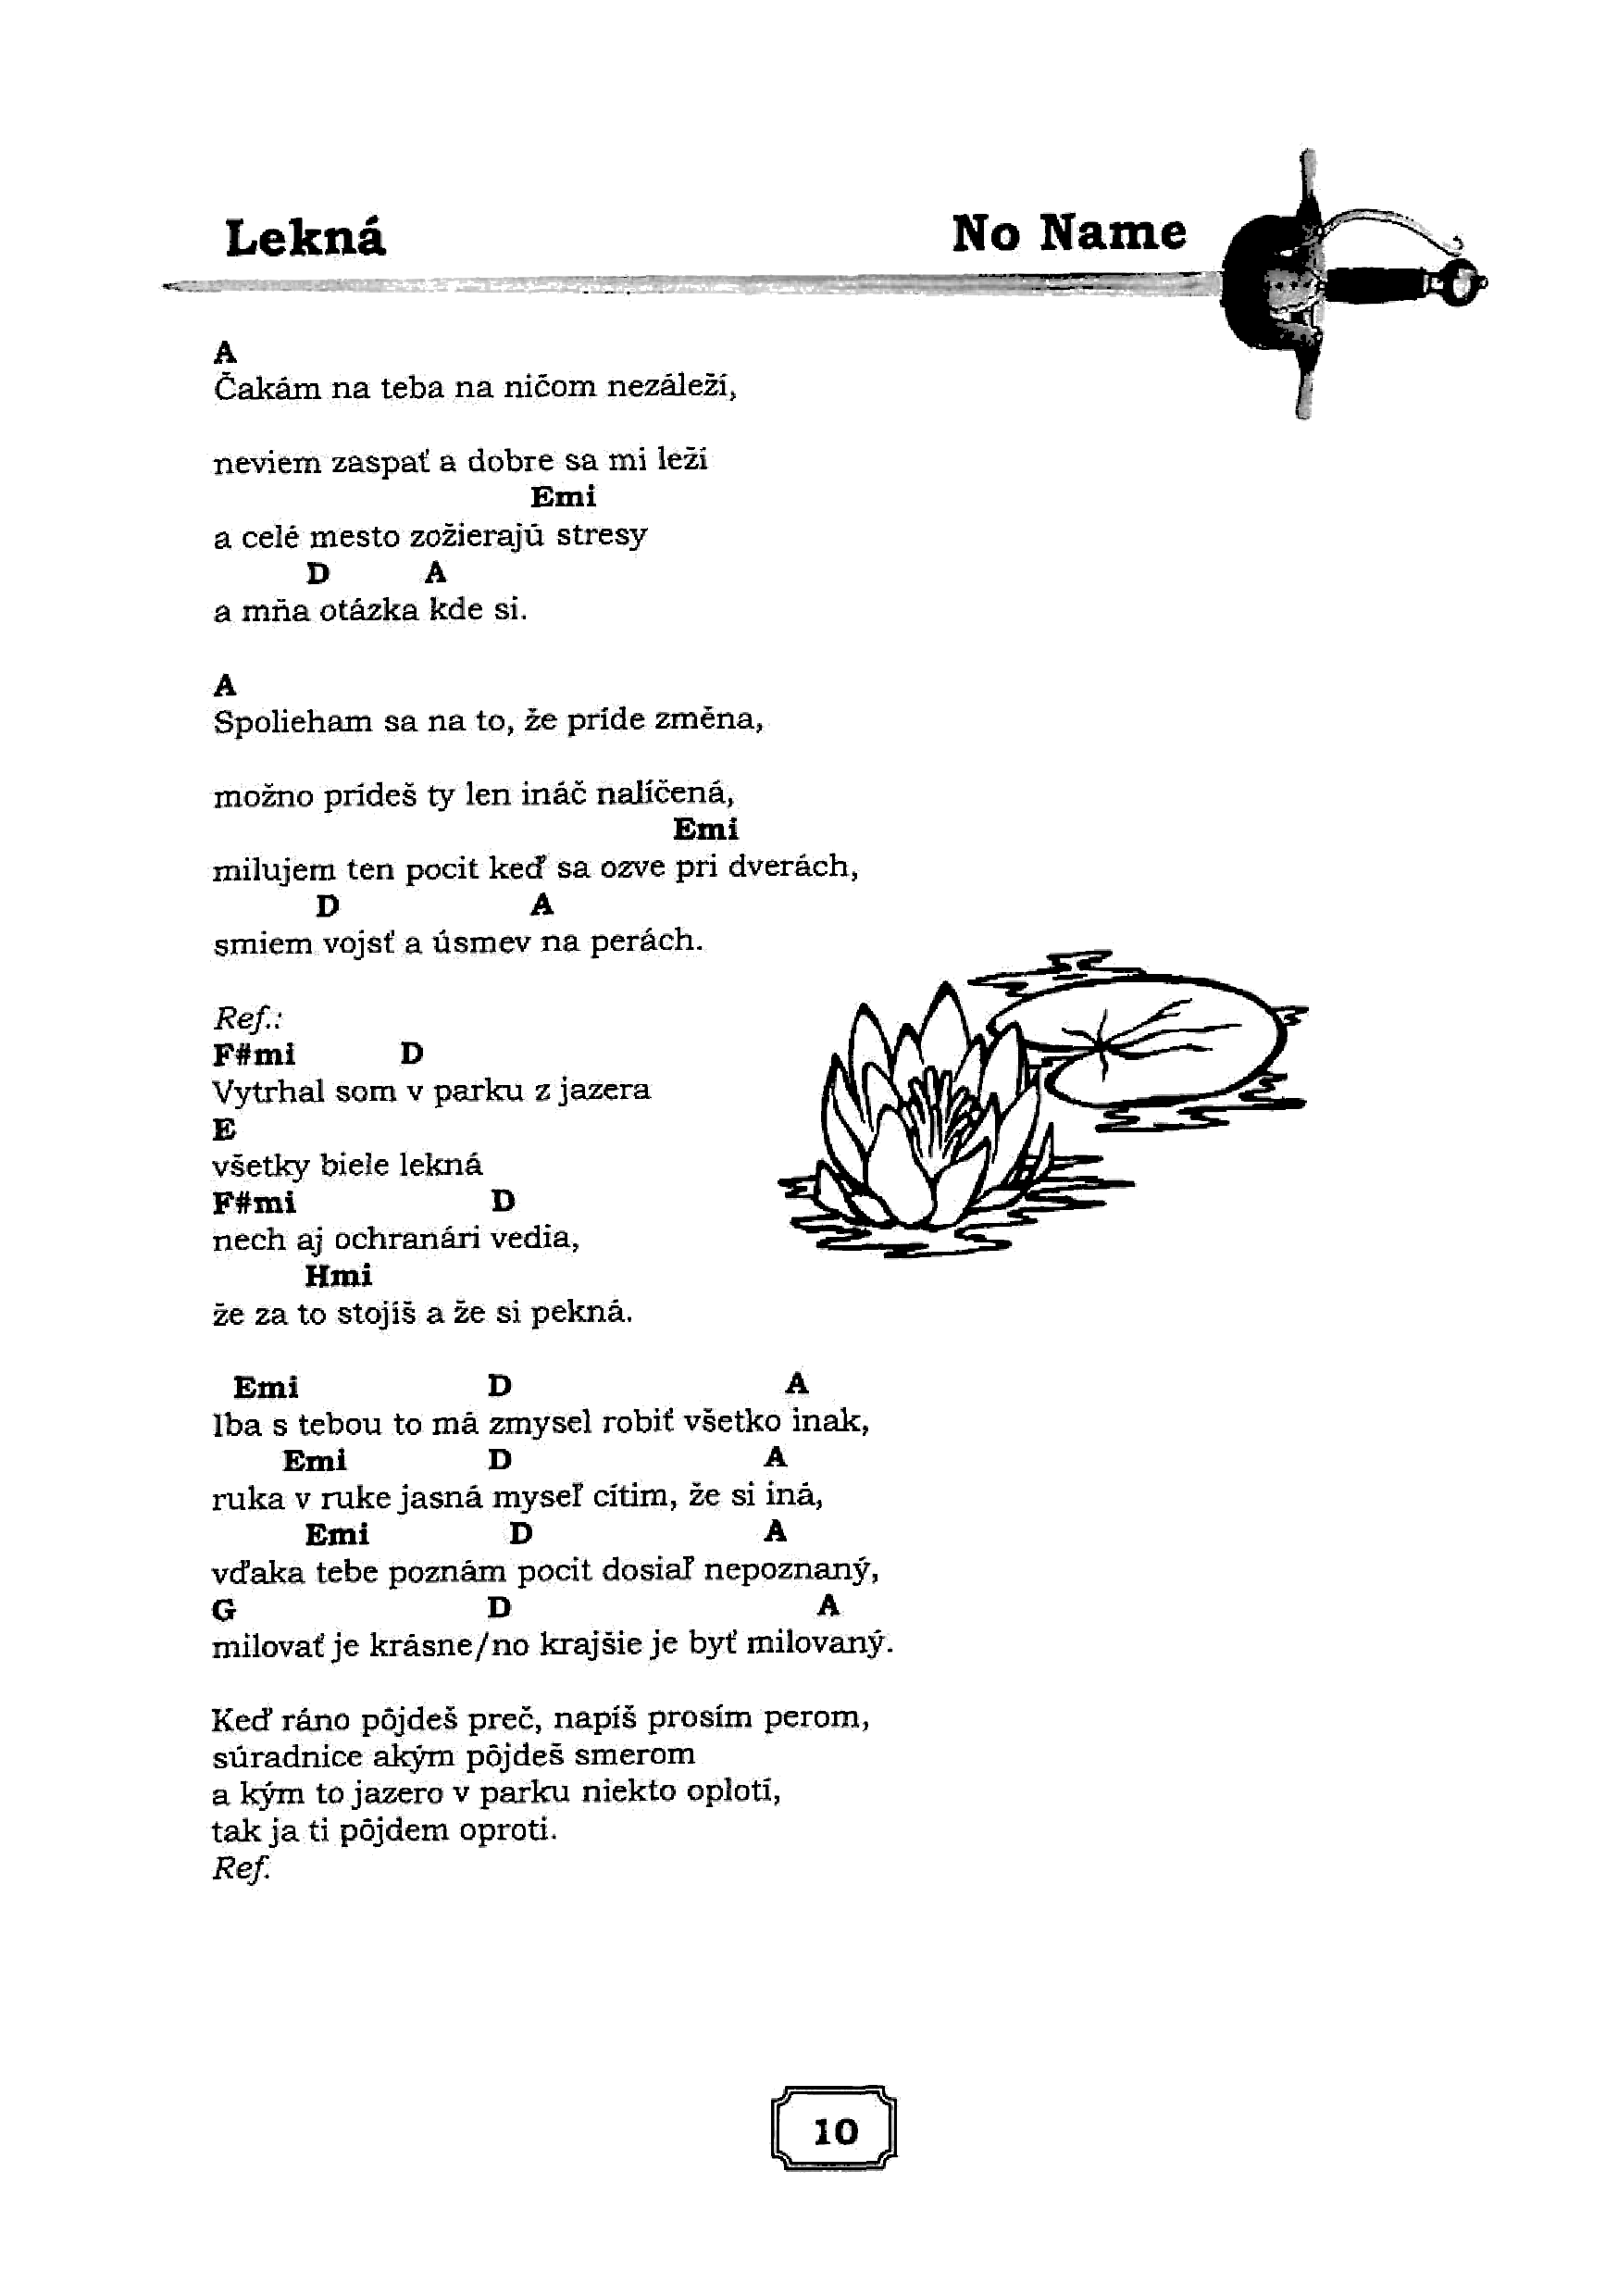 Lekná No Name
A
Čakám na teba na ničom nezáleží,
neviem zaspať a dobre sa mi leží
Emi
a celé mesto zožierajú stresy
D A
a mňa otázka kde si.
A
Spolieham sa na to, že príde změna,
možno prídeš ty len ináč nalíčená,
Emi
milujem ten pocit keď sa ozve pri dverách,
D A
smiem vojsť a úsmev na perách.
Ref.:
F#mi D
Vytrhal som v parku z jazera
E
všetky biele lekná
F#mi D
nech aj ochranári vedia,
Hmi
že za to stojíš a že si pekná.
Emi D A
Iba s tebou to má zmysel robiť všetko inak,
Emi D A
ruka v ruke jasná myseľ cítim, že si iná,
Emi D A
vďaka tebe poznám pocit dosiaľ nepoznaný,
G D A
milovať je krásne/no krajšie je byť milovaný.
Keď ráno pôjdeš preč, napíš prosím perom,
súradnice akým pôjdeš smerom
a kým to jazero v parku niekto oplotí,
tak ja ti pôjdem oproti.
Ref.
10